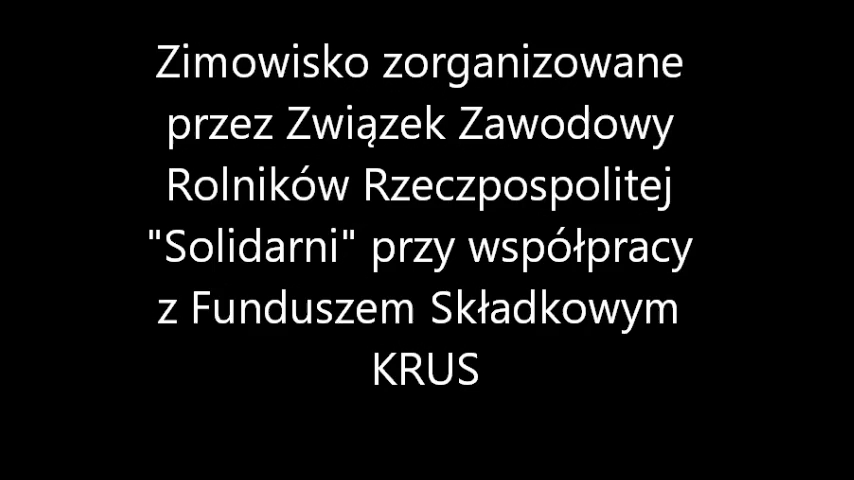 Zimowisko zorganizowane
przez Związek Zawodowy
Rolników Rzeczpospolitej
"Solidarni" przy współpracy
z Funduszem Składkowym
KRUS